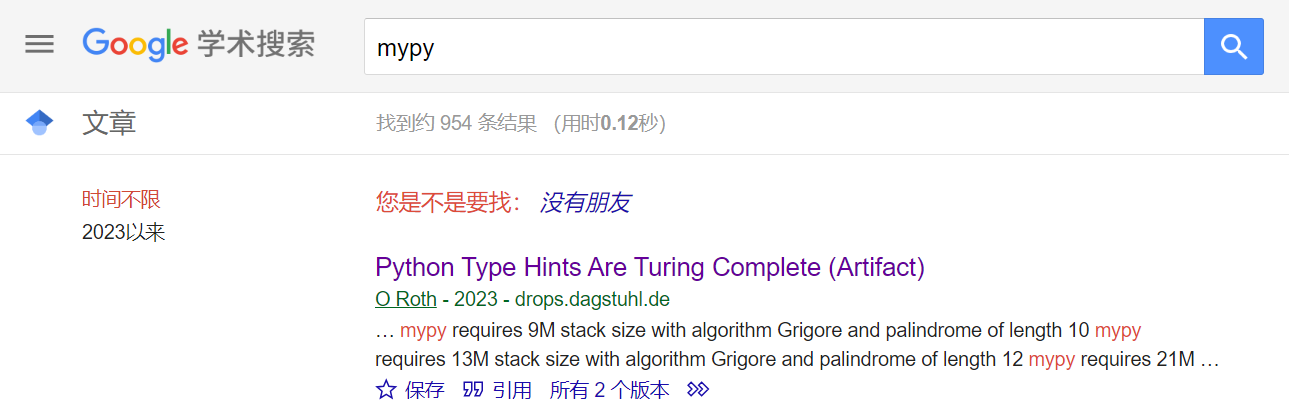 Google 学术搜索
mypy
文章
找到约 954 条结果 （用时0.12秒）
时间不限
2023以来
您是不是要找： 没有朋友
Python Type Hints Are Turing Complete (Artifact)
O Roth - 2023 - drops.dagstuhl.de
… mypy requires 9M stack size with algorithm Grigore and palindrome of length 10 mypy
requires 13M stack size with algorithm Grigore and palindrome of length 12 mypy requires 21M …
保存 引用 所有 2 个版本